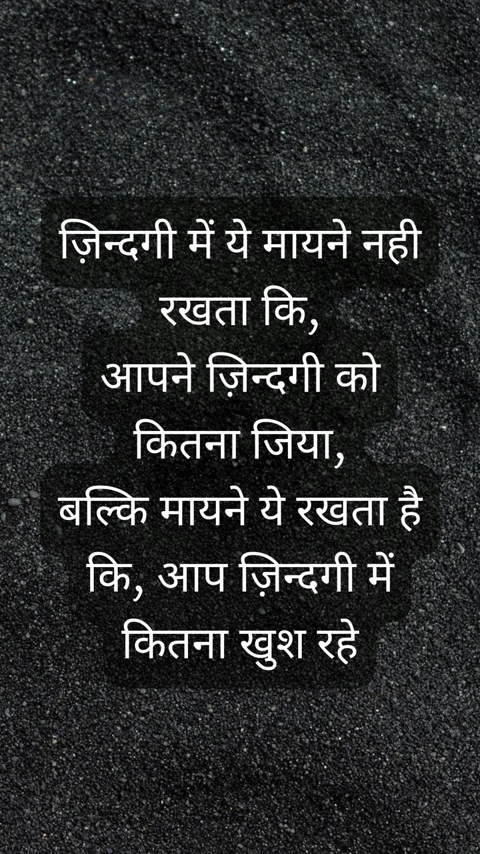 ज़िन्दगी में ये मायने नही
रखता कि,
आपने ज़िन्दगी को
कितना जिया,
बल्कि मायने ये रखता है
कि, आप ज़िन्दगी में
कितना खुश रहे